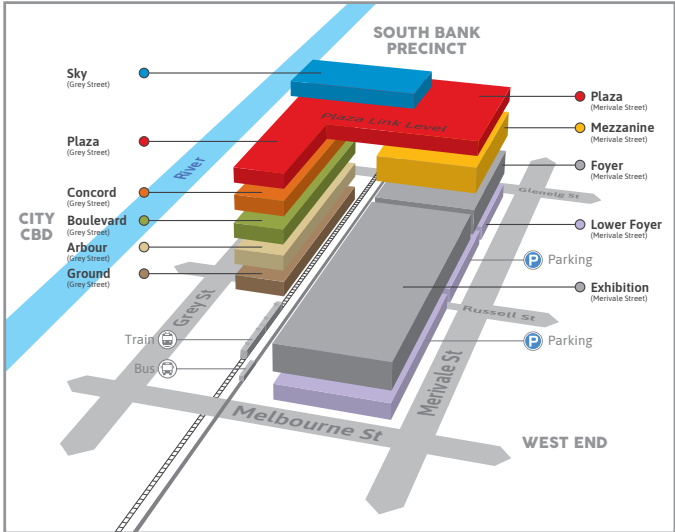 SOUTH BANK
PRECINCT
Sky
(Grey Street)
Plaza
(Merivale Street)
Plaza Link Level
Mezzanine
(Merivale Street)
Plaza
(Grey Street)
River
Foyer
(Merivale Street)
Concord
(Grey Street)
Glenelg St
CITY
CBD
Boulevard
(Grey Street)
Lower Foyer
(Merivale Street)
Arbour
(Grey Street)
P Parking
Ground
(Grey Street)
Exhibition
(Merivale Street)
Grey St
Russell St
Train
P Parking
Bus
Merivale St
Melbourne St
WEST END